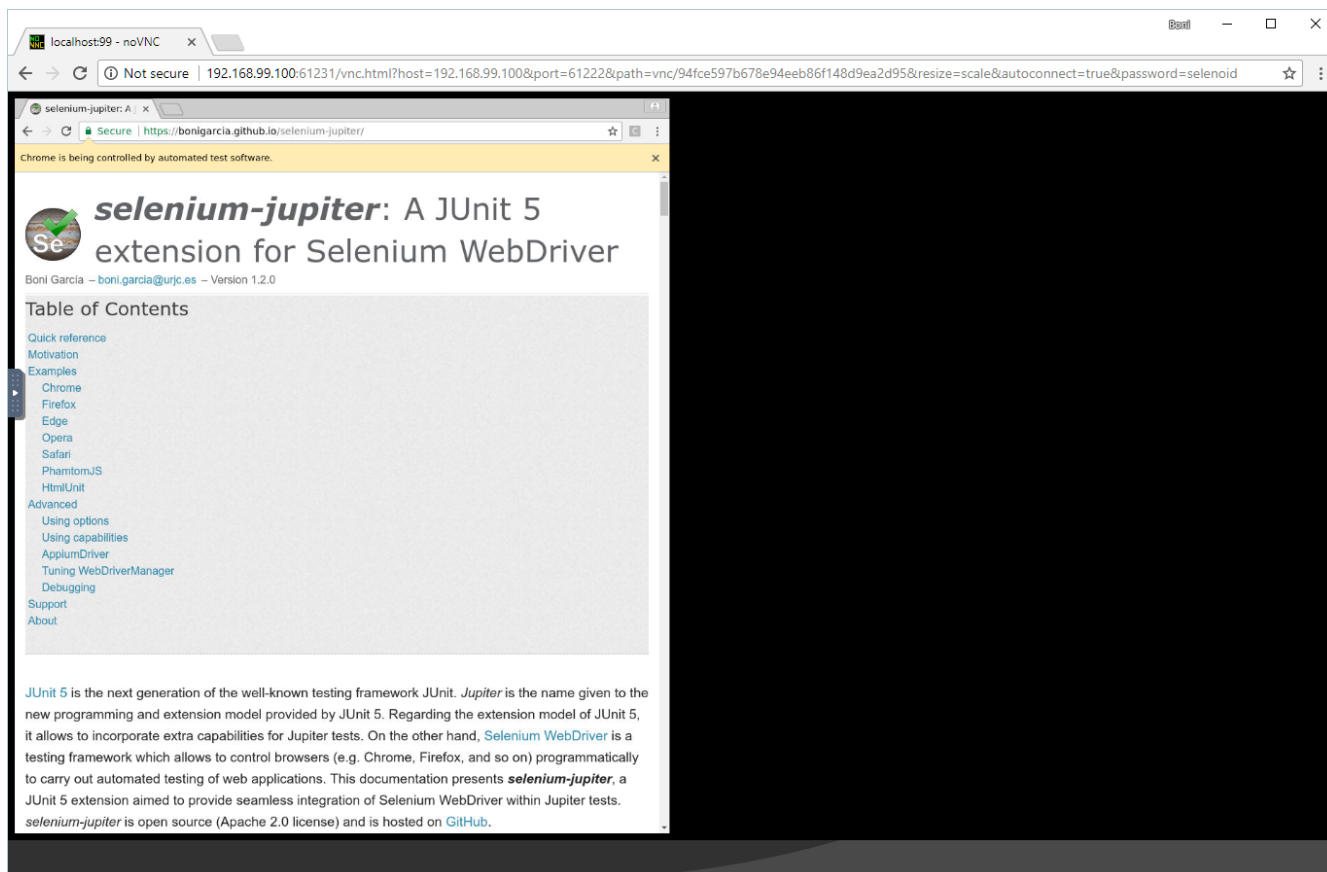 Boni
localhost:99 - noVNC
Not secure | 192.168.99.100:61231/vnc.html?host=192.168.99.100&port=61222&path=vnc/94fce597b678e94eeb86f148d9ea2d95&resize=scale&autoconnect=true&password=selenoid
selenium-jupiter: A J
Secure | https://bonigarcia.github.io/selenium-jupiter/
Chrome is being controlled by automated test software.
Se
selenium-jupiter: A JUnit 5
extension for Selenium WebDriver
Boni García – boni.garcia@urjc.es – Version 1.2.0
Table of Contents
Quick reference
Motivation
Examples
Chrome
Firefox
Edge
Opera
Safari
PhamtomJS
HtmlUnit
Advanced
Using options
Using capabilities
AppiumDriver
Tuning WebDriverManager
Debugging
Support
About
JUnit 5 is the next generation of the well-known testing framework JUnit. Jupiter is the name given to the
new programming and extension model provided by JUnit 5. Regarding the extension model of JUnit 5,
it allows to incorporate extra capabilities for Jupiter tests. On the other hand, Selenium WebDriver is a
testing framework which allows to control browsers (e.g. Chrome, Firefox, and so on) programmatically
to carry out automated testing of web applications. This documentation presents selenium-jupiter, a
JUnit 5 extension aimed to provide seamless integration of Selenium WebDriver within Jupiter tests.
selenium-jupiter is open source (Apache 2.0 license) and is hosted on GitHub.